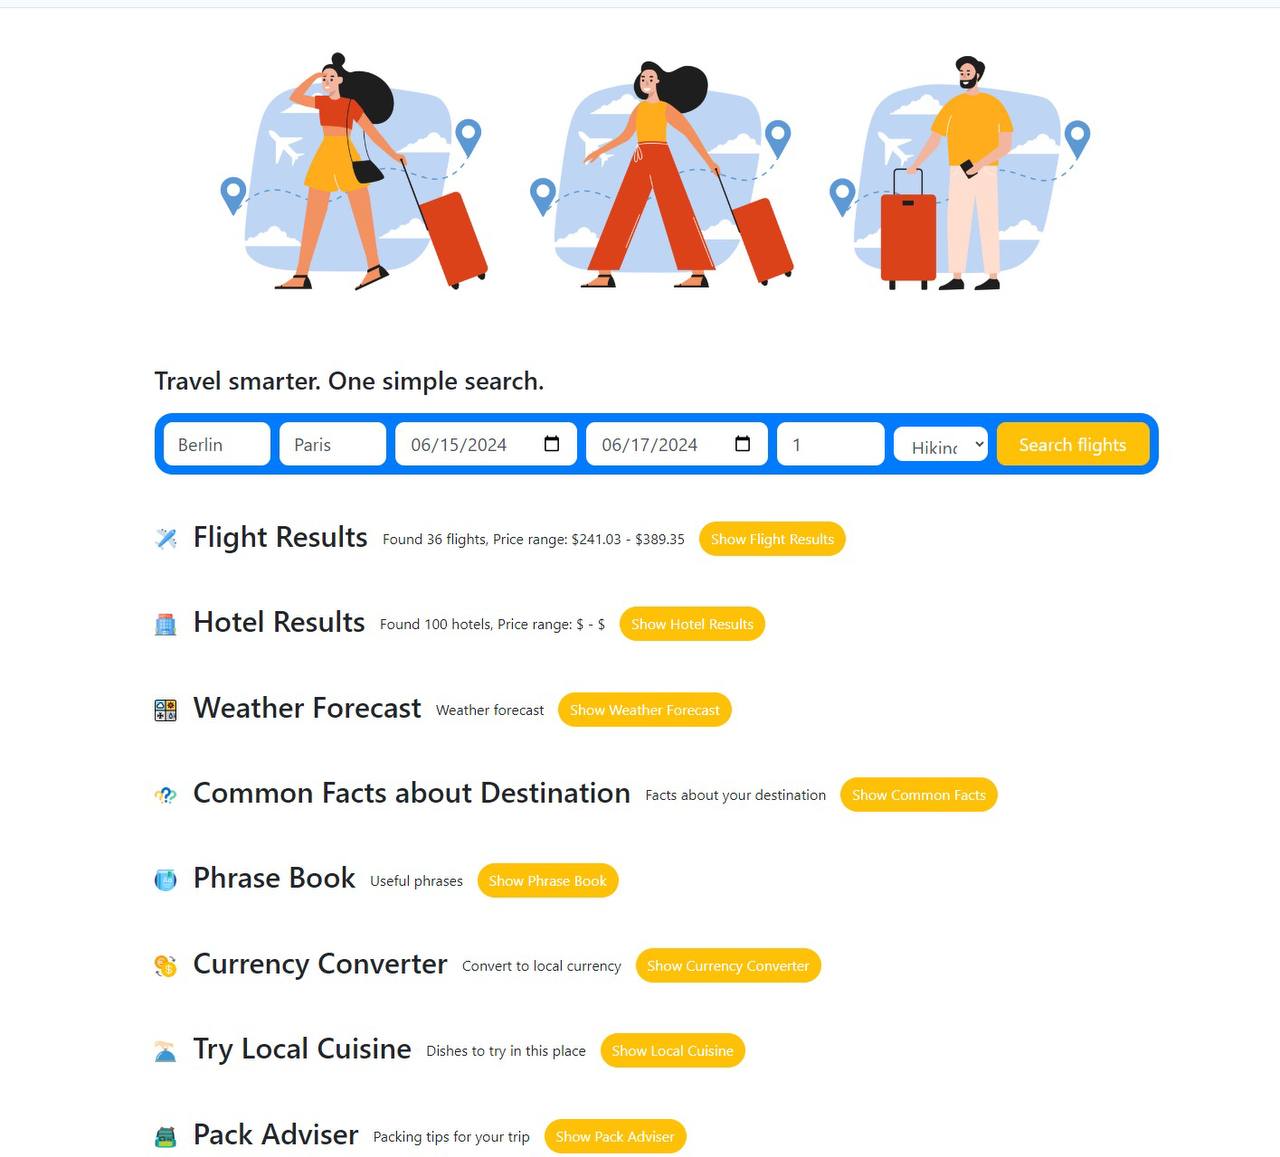 Travel smarter. One simple search.
Berlin Paris 06/15/2024 06/17/2024 1 Hiking Search flights
Flight Results Found 36 flights, Price range: $241.03 - $389.35 Show Flight Results
Hotel Results Found 100 hotels, Price range: $ - $ Show Hotel Results
Weather Forecast Weather forecast Show Weather Forecast
Common Facts about Destination Facts about your destination Show Common Facts
Phrase Book Useful phrases Show Phrase Book
Currency Converter Convert to local currency Show Currency Converter
Try Local Cuisine Dishes to try in this place Show Local Cuisine
Pack Adviser Packing tips for your trip Show Pack Adviser